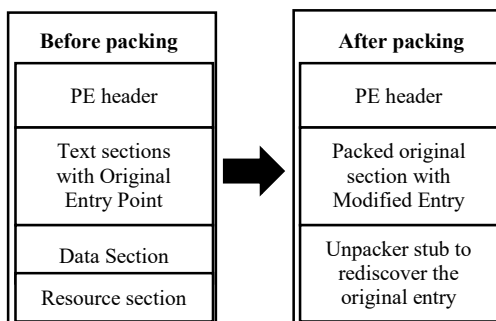 Before packing
PE header
Text sections
with Original
Entry Point
Data Section
Resource section
After packing
PE header
Packed original
section with
Modified Entry
Unpacker stub to
rediscover the
original entry